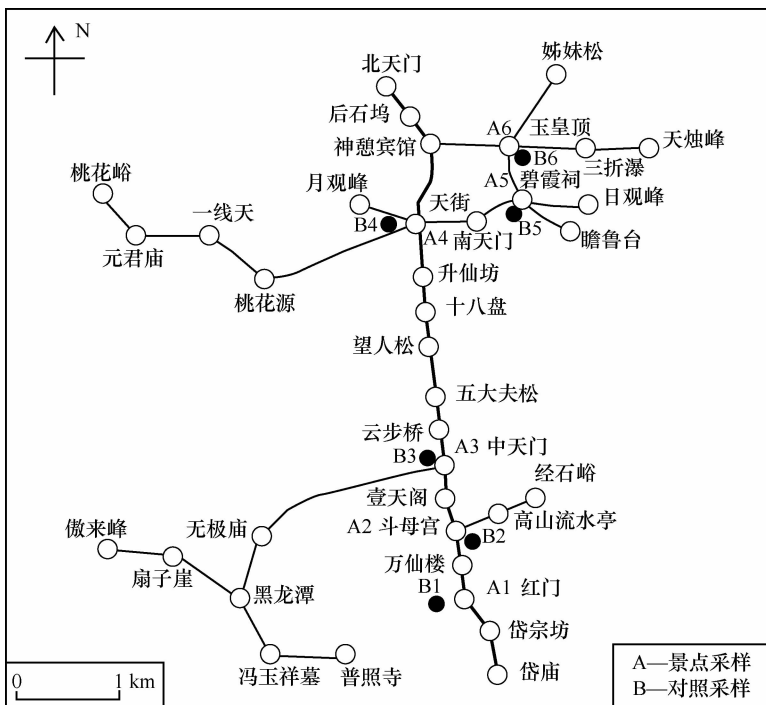 N
姊妹松
北天门
后石坞
A6
玉皇顶
天烛峰
神憩宾馆
B6
三折瀑
桃花峪
月观峰
A5
碧霞祠
天街
日观峰
一线天
B4
A4
南天门
B5
瞻鲁台
元君庙
桃花源
升仙坊
十八盘
望人松
五大夫松
云步桥
B3
A3 中天门
经石峪
壹天阁
傲来峰
无极庙
A2 斗母宫
高山流水亭
B2
扇子崖
万仙楼
B1
A1 红门
黑龙潭
岱宗坊
冯玉祥墓
普照寺
岱庙
0
1 km
A—景点采样
B—对照采样